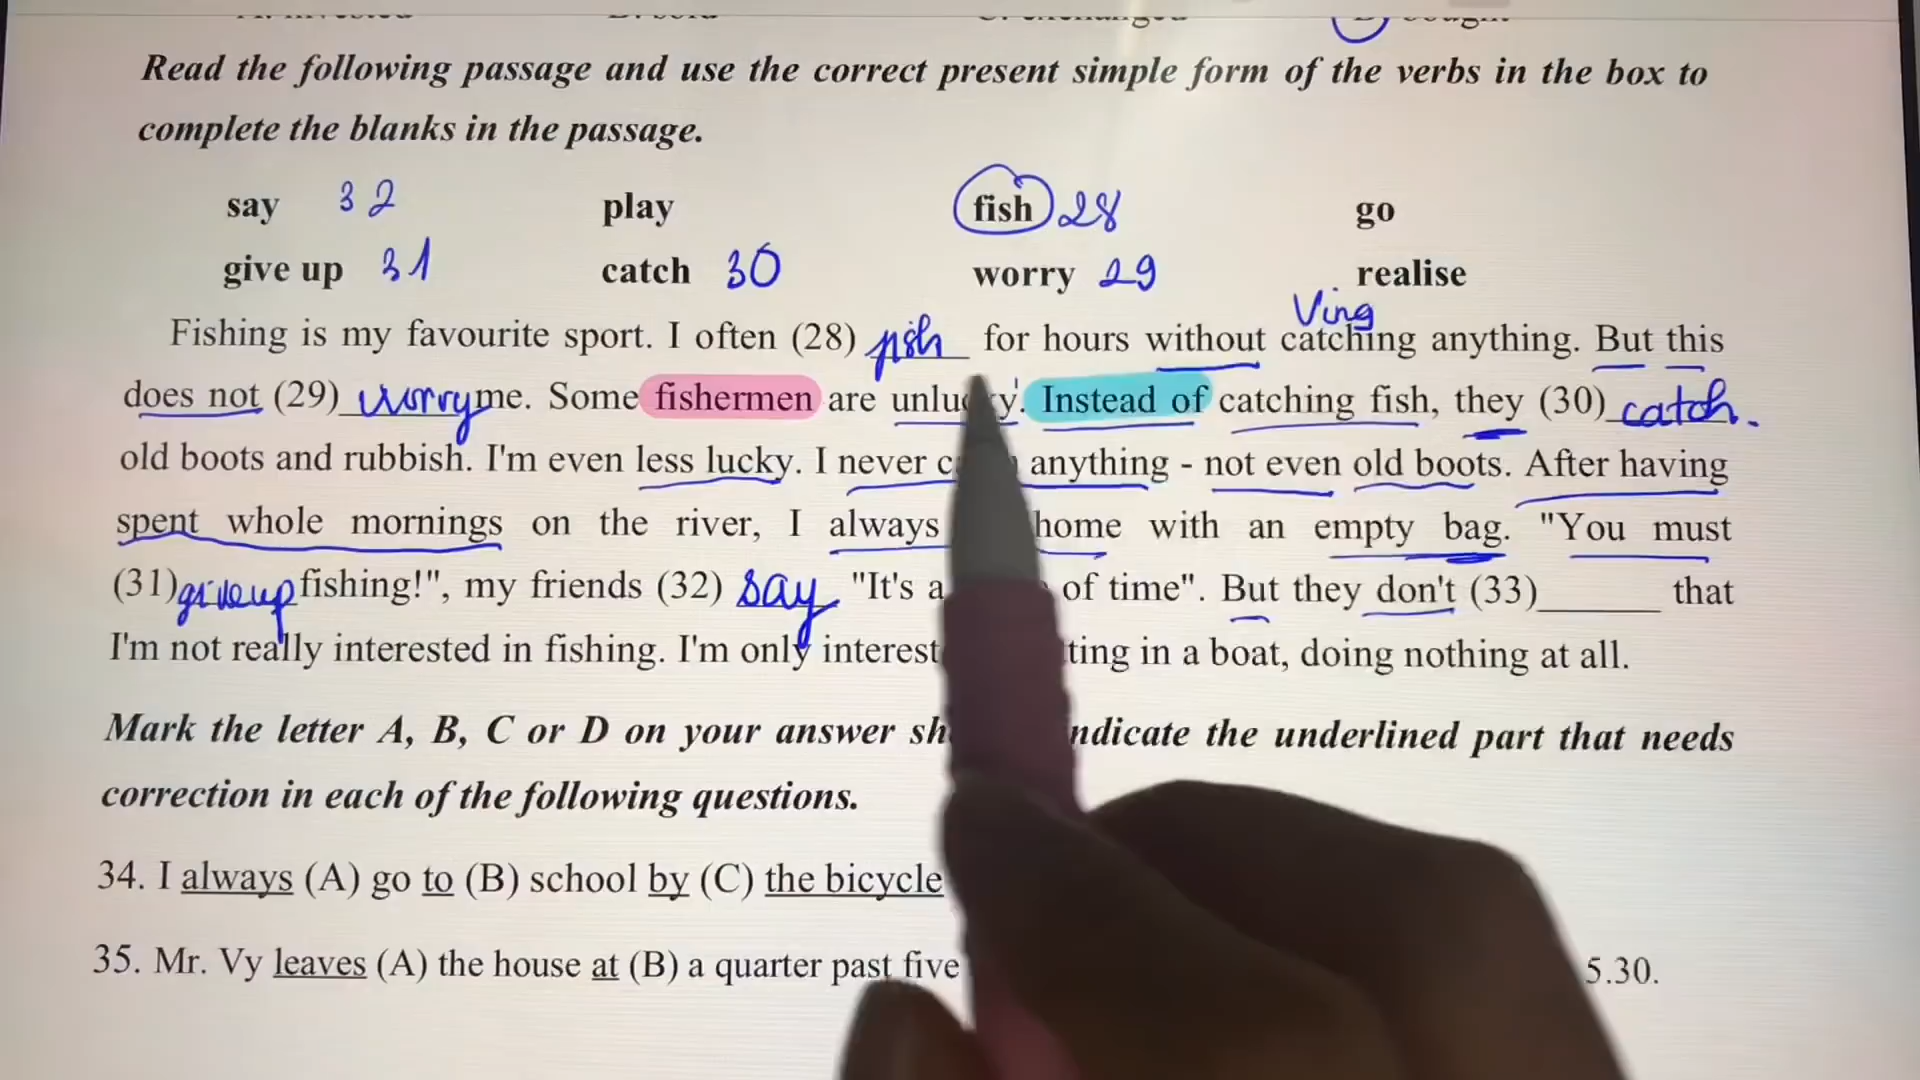 Read the following passage and use the correct present simple form of the verbs in the box to
complete the blanks in the passage.
say 32 play fish 28 go
give up 31 catch 30 worry 29 realise
Ving
Fishing is my favourite sport. I often (28) fish for hours without catching anything. But this
does not (29) worry me. Some fishermen are unlucky. Instead of catching fish, they (30) catch.
old boots and rubbish. I'm even less lucky. I never anything - not even old boots. After having
spent whole mornings on the river, I always home with an empty bag. "You must
(31) give up fishing!", my friends (32) say "It's a of time". But they don't (33)______ that
I'm not really interested in fishing. I'm only in a boat, doing nothing at all.
Mark the letter A, B, C or D on your answer indicate the underlined part that needs
correction in each of the following questions.
34. I always (A) go to (B) school by (C) the bicycle
35. Mr. Vy leaves (A) the house at (B) a quarter past five 5.30.